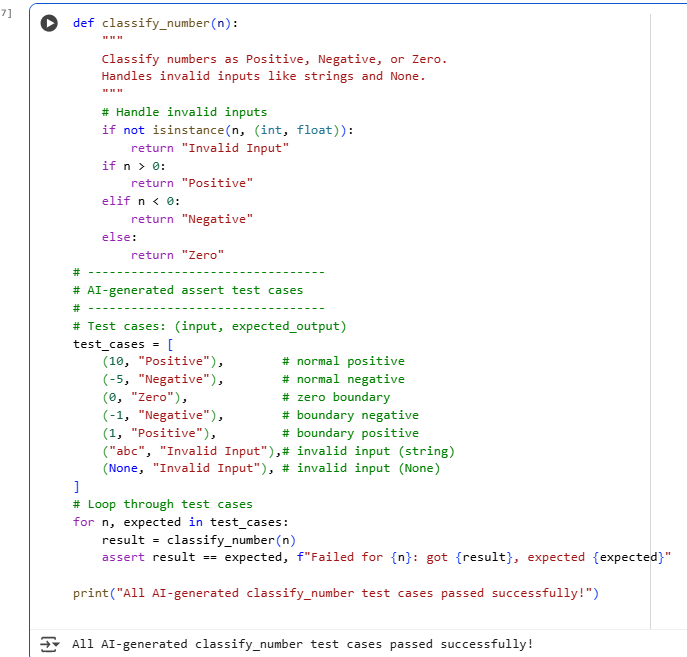 7]
def classify_number(n):
    """
    Classify numbers as Positive, Negative, or Zero.
    Handles invalid inputs like strings and None.
    """
    # Handle invalid inputs
    if not isinstance(n, (int, float)):
        return "Invalid Input"
    if n > 0:
        return "Positive"
    elif n < 0:
        return "Negative"
    else:
        return "Zero"
# ---------------------------------
# AI-generated assert test cases
# ---------------------------------
# Test cases: (input, expected_output)
test_cases = [
    (10, "Positive"),        # normal positive
    (-5, "Negative"),        # normal negative
    (0, "Zero"),             # zero boundary
    (-1, "Negative"),        # boundary negative
    (1, "Positive"),         # boundary positive
    ("abc", "Invalid Input"),# invalid input (string)
    (None, "Invalid Input"), # invalid input (None)
]
# Loop through test cases
for n, expected in test_cases:
    result = classify_number(n)
    assert result == expected, f"Failed for {n}: got {result}, expected {expected}"
print("All AI-generated classify_number test cases passed successfully!")
All AI-generated classify_number test cases passed successfully!